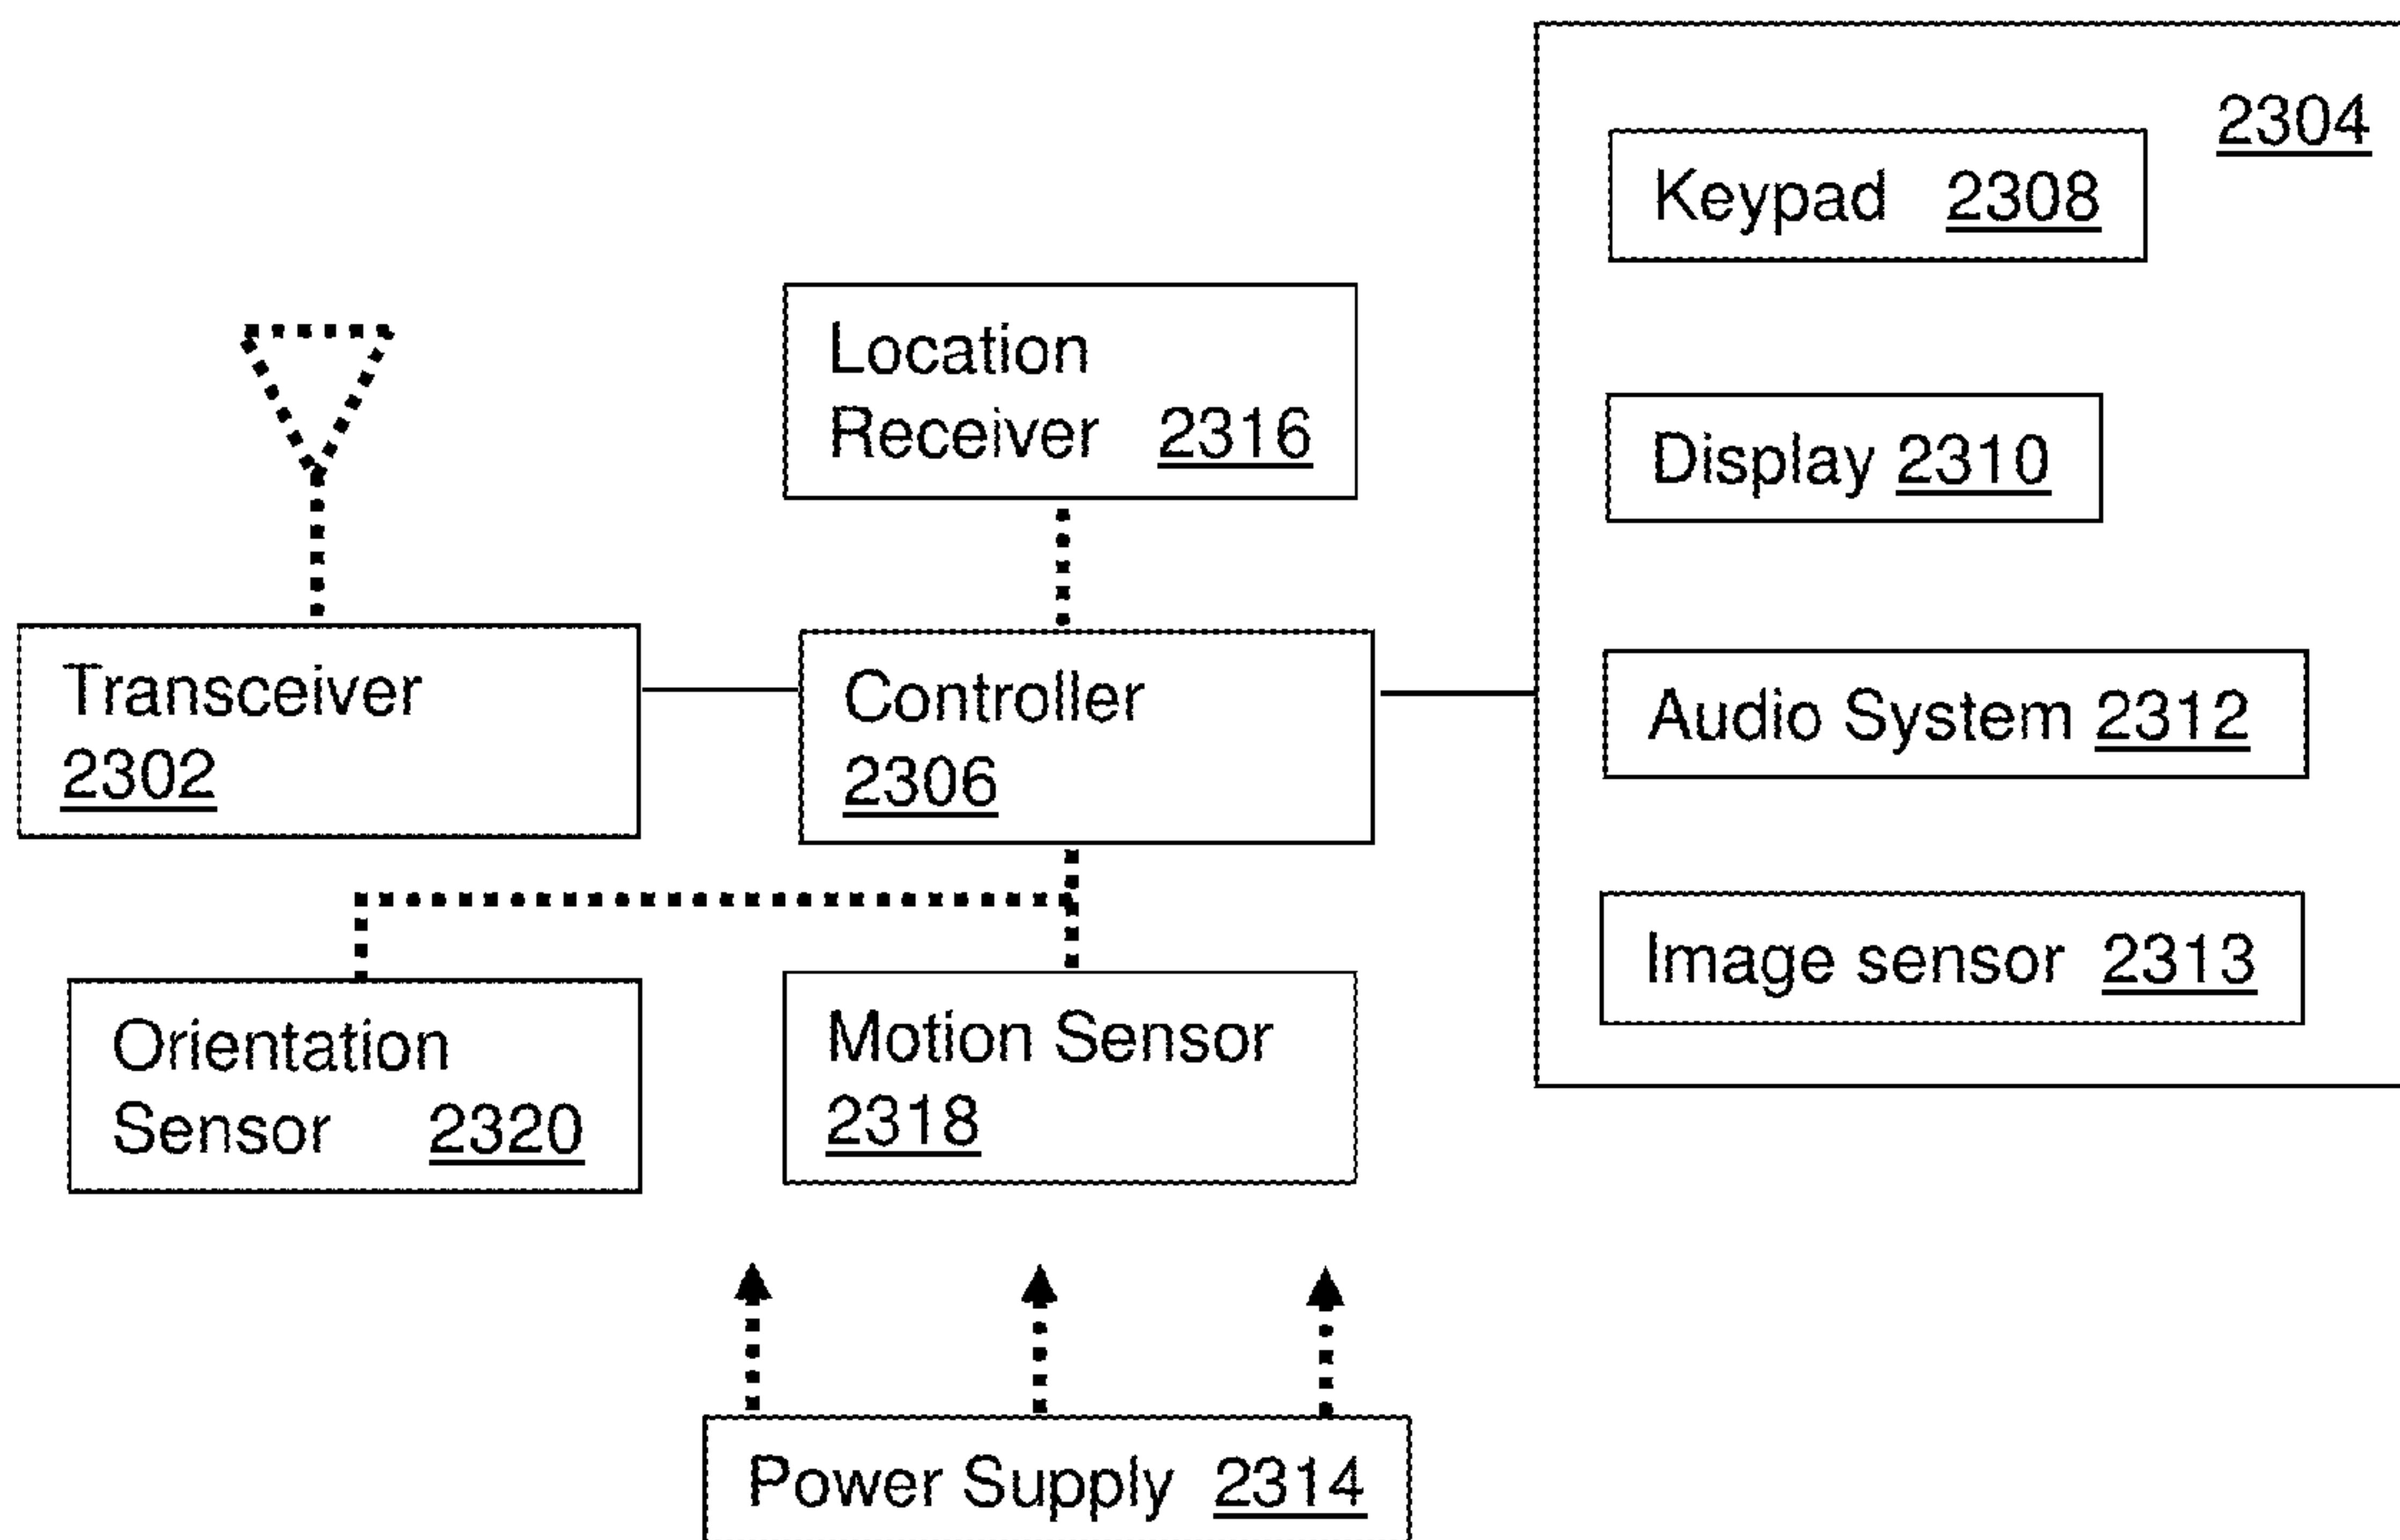 2304
Keypad 2308
Location
Receiver 2316
Display 2310
Transceiver
2302
Controller
2306
Audio System 2312
Image sensor 2313
Orientation
Sensor 2320
Motion Sensor
2318
Power Supply 2314